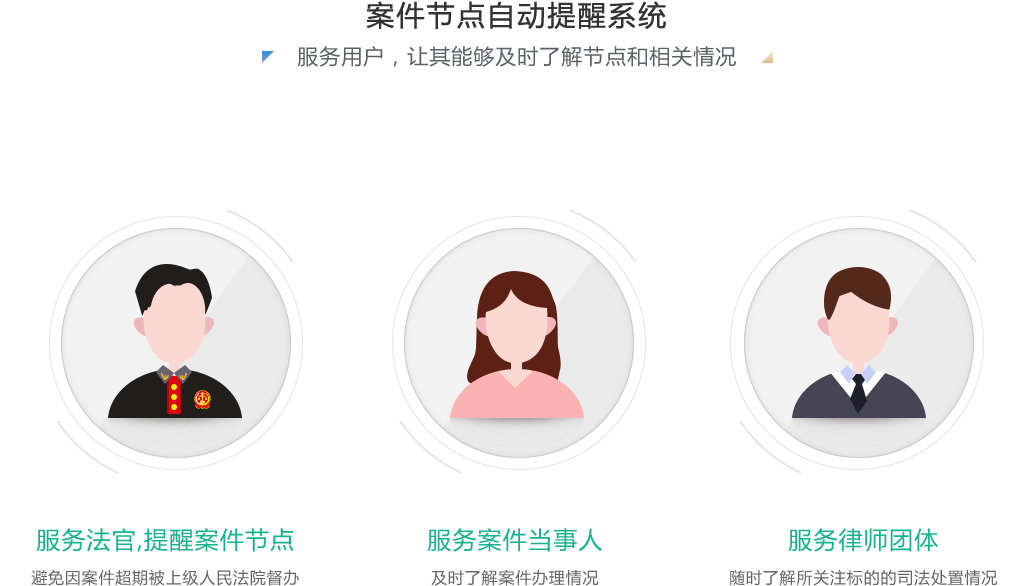 案件节点自动提醒系统
服务用户，让其能够及时了解节点和相关情况
服务法官,提醒案件节点
服务案件当事人
服务律师团体
避免因案件超期被上级人民法院督办
及时了解案件办理情况
随时了解所关注标的的司法处置情况